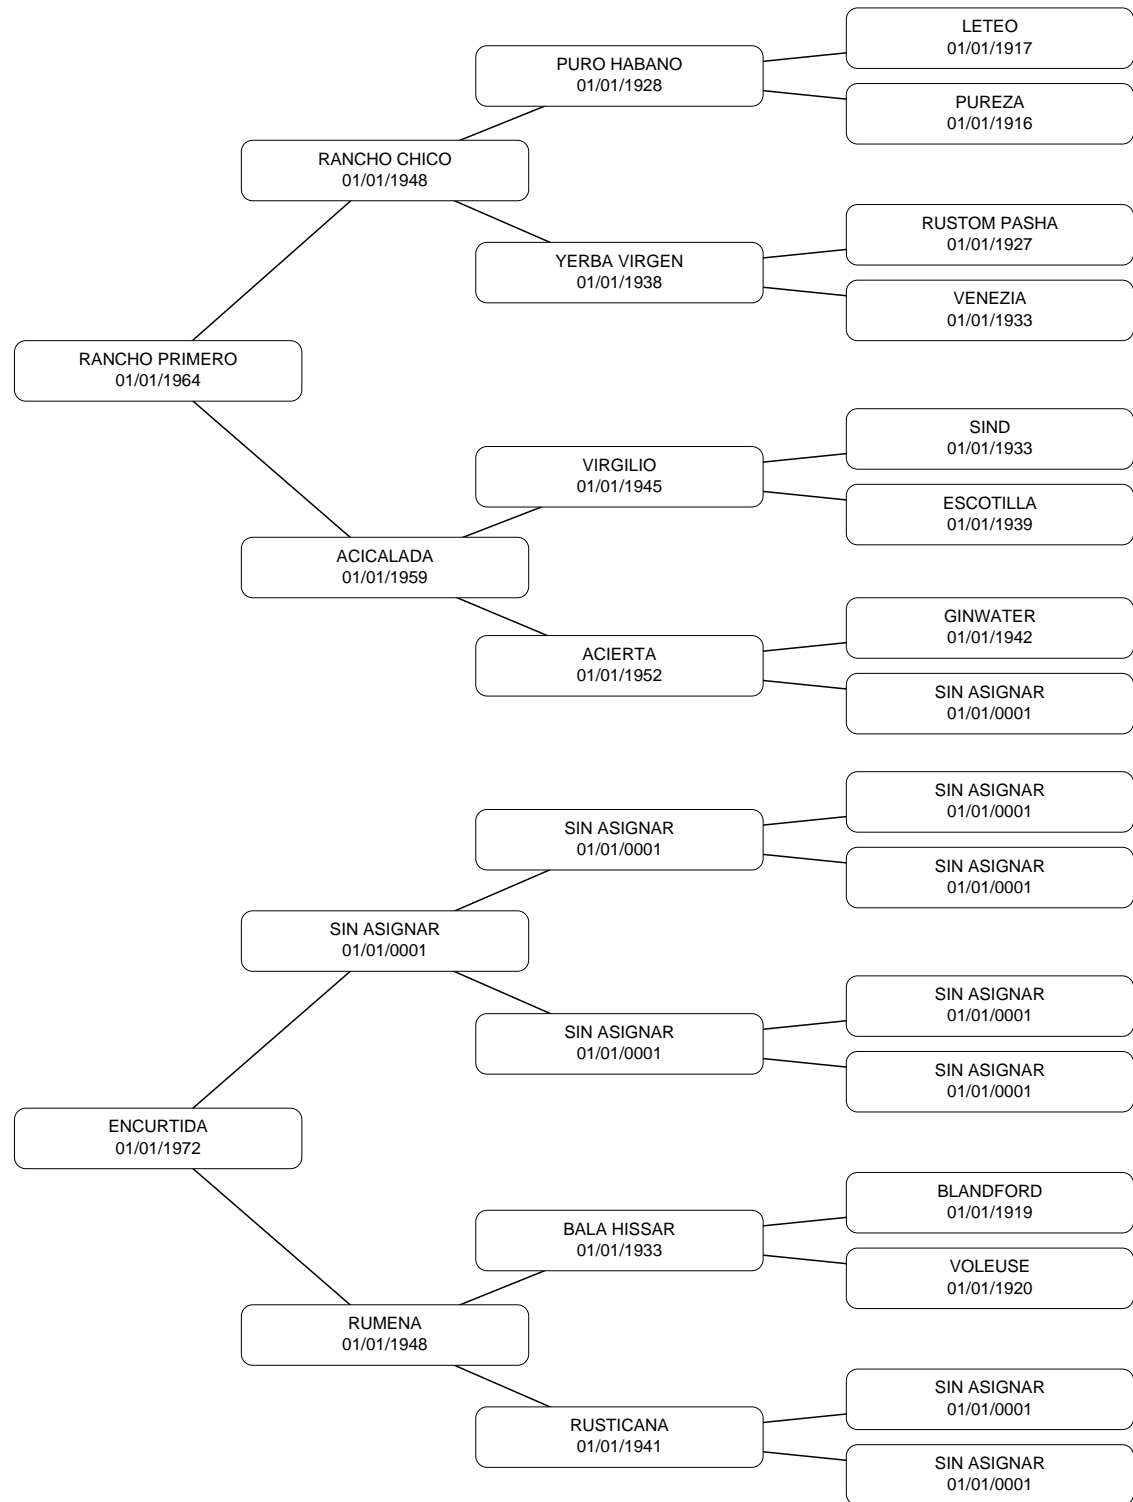 LETEO
01/01/1917
PURO HABANO
01/01/1928
PUREZA
01/01/1916
RANCHO CHICO
01/01/1948
RUSTOM PASHA
01/01/1927
YERBA VIRGEN
01/01/1938
VENEZIA
01/01/1933
RANCHO PRIMERO
01/01/1964
SIND
01/01/1933
VIRGILIO
01/01/1945
ESCOTILLA
01/01/1939
ACICALADA
01/01/1959
GINWATER
01/01/1942
ACIERTA
01/01/1952
SIN ASIGNAR
01/01/0001
SIN ASIGNAR
01/01/0001
SIN ASIGNAR
01/01/0001
SIN ASIGNAR
01/01/0001
SIN ASIGNAR
01/01/0001
SIN ASIGNAR
01/01/0001
SIN ASIGNAR
01/01/0001
SIN ASIGNAR
01/01/0001
ENCURTIDA
01/01/1972
BLANDFORD
01/01/1919
BALA HISSAR
01/01/1933
VOLEUSE
01/01/1920
RUMENA
01/01/1948
SIN ASIGNAR
01/01/0001
RUSTICANA
01/01/1941
SIN ASIGNAR
01/01/0001